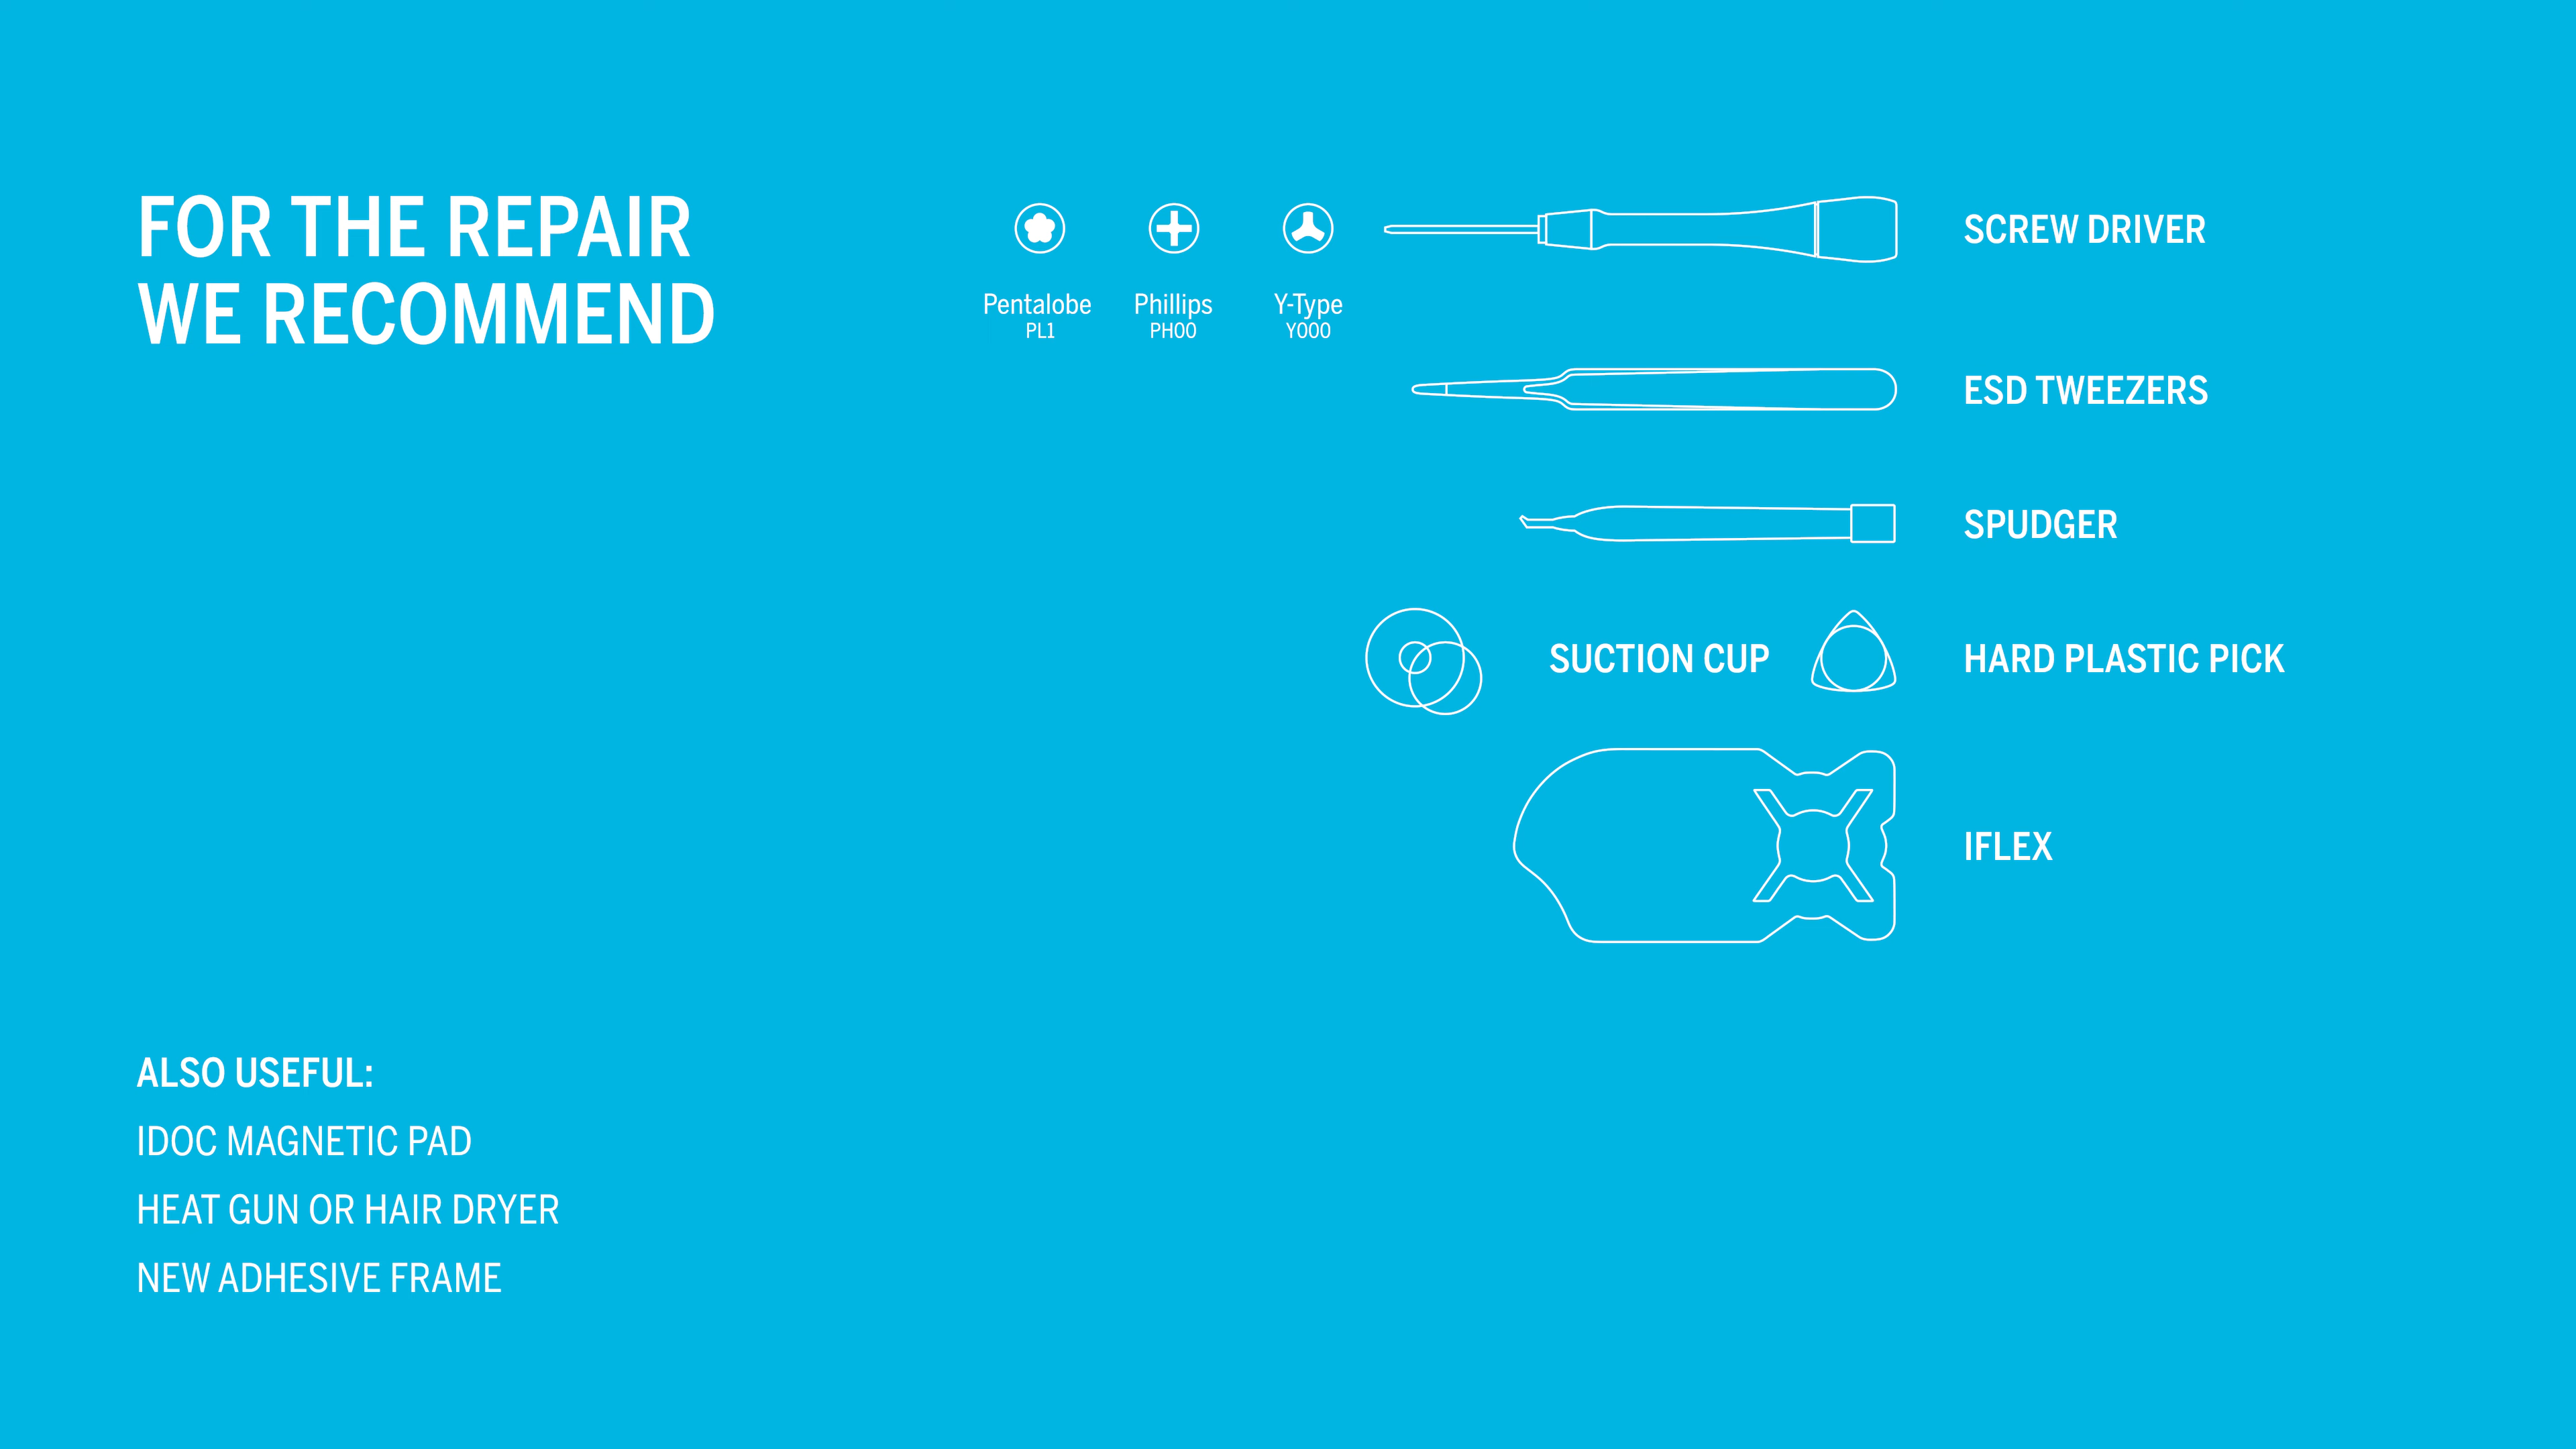 FOR THE REPAIR
WE RECOMMEND
Pentalobe
PL1
Phillips
PH00
Y-Type
Y000
SCREW DRIVER
ESD TWEEZERS
SPUDGER
SUCTION CUP
HARD PLASTIC PICK
IFLEX
ALSO USEFUL:
IDOC MAGNETIC PAD
HEAT GUN OR HAIR DRYER
NEW ADHESIVE FRAME